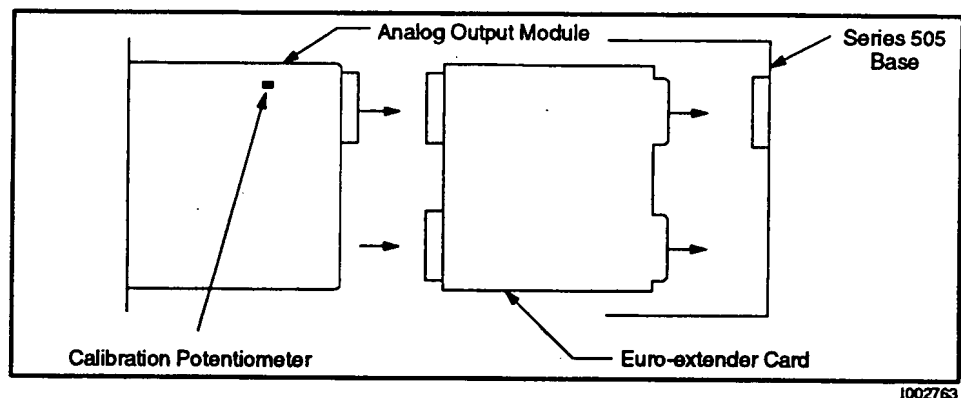 Analog Output Module
Series 505
Base
Calibration Potentiometer
Euro-extender Card
I002763